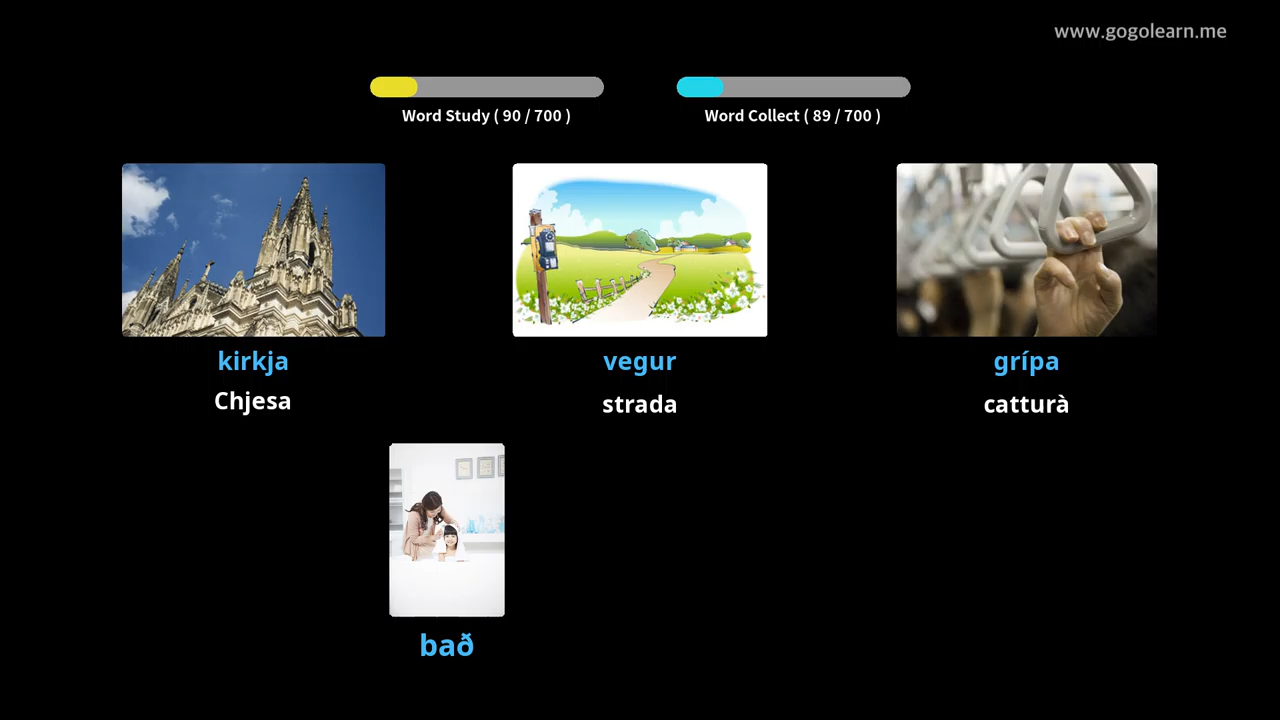 www.gogolearn.me
Word Study ( 90 / 700 )
Word Collect ( 89 / 700 )
kirkja
vegur
grípa
Chjesa
strada
catturà
bað